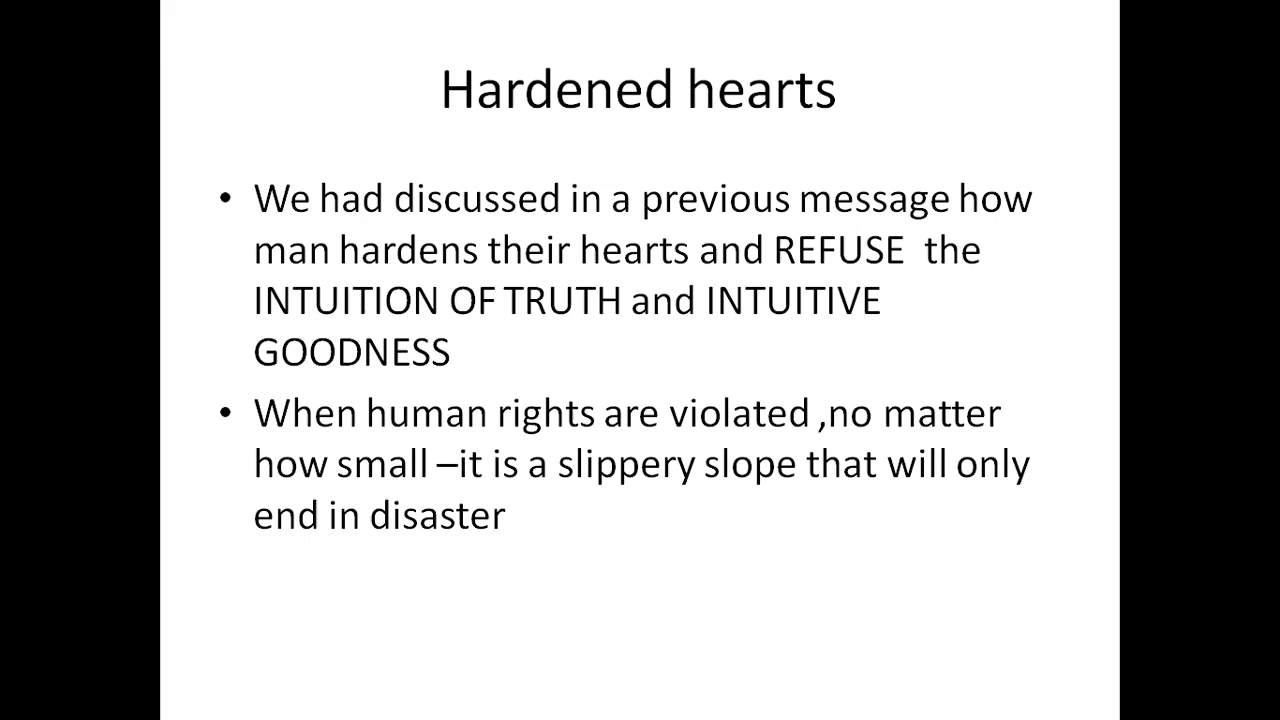 Hardened hearts
• We had discussed in a previous message how
man hardens their hearts and REFUSE  the
INTUITION OF TRUTH and INTUITIVE
GOODNESS
• When human rights are violated ,no matter
how small –it is a slippery slope that will only
end in disaster